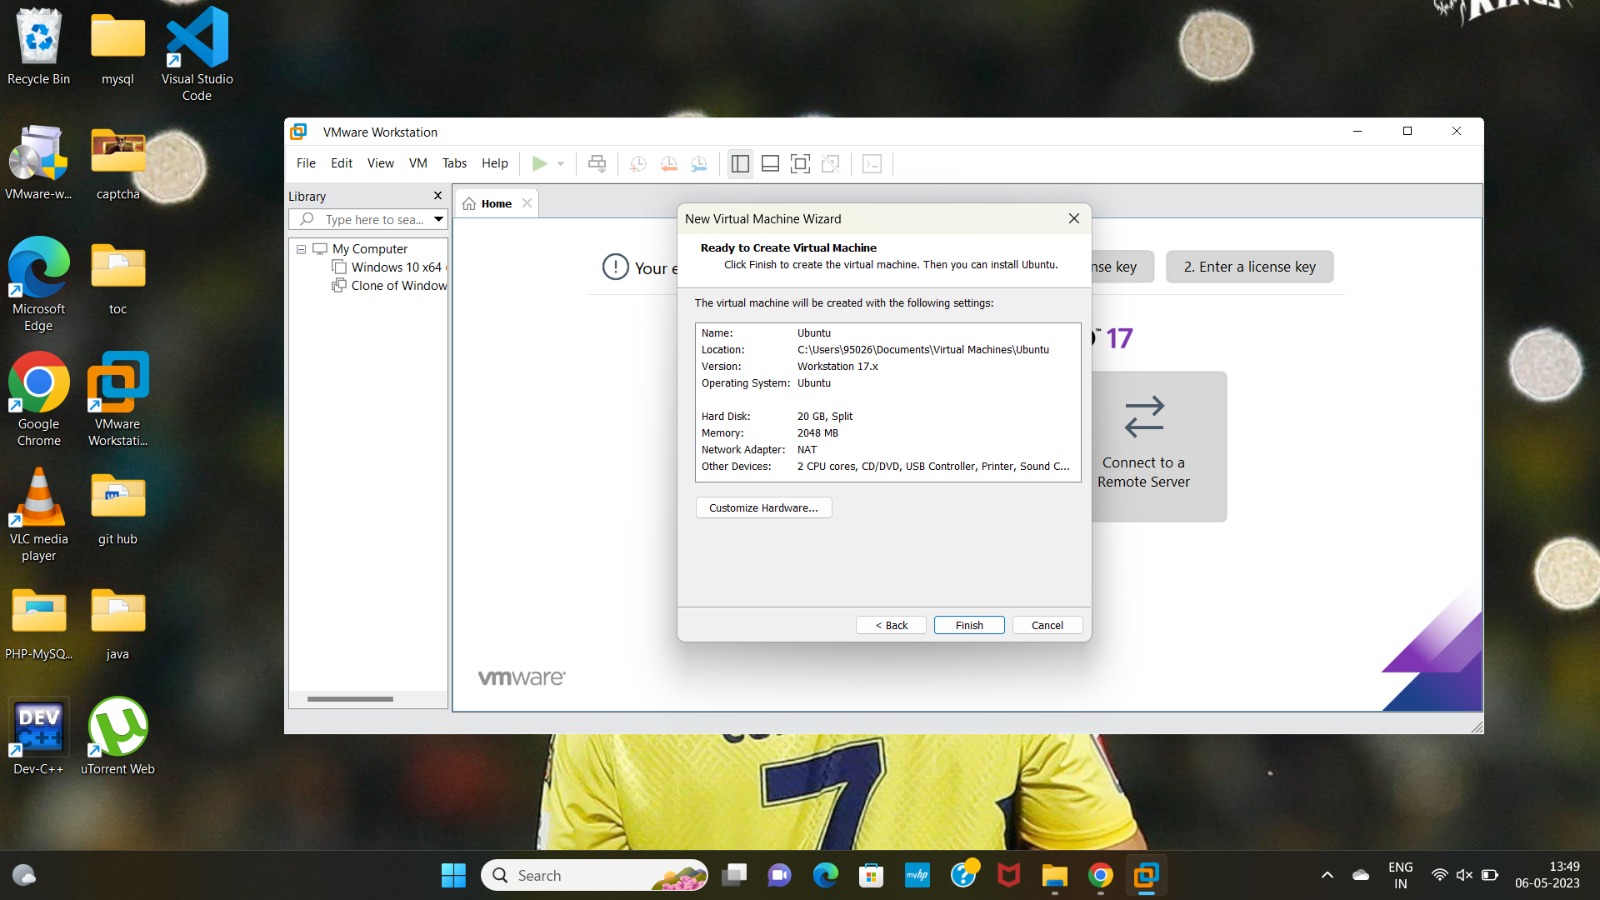 Recycle Bin
mysql
Visual Studio
Code
VMware-w...
captcha
Microsoft
Edge
toc
Google
Chrome
VMware
Workstati...
VLC media
player
git hub
PHP-MySQ...
java
DEV
C++
Dev-C++
uTorrent Web
VMware Workstation
File Edit View VM Tabs Help
Library
Type here to sea...
My Computer
Windows 10 x64
Clone of Window
Home
Your e
nse key
2. Enter a license key
™ 17
Connect to a
Remote Server
New Virtual Machine Wizard
Ready to Create Virtual Machine
Click Finish to create the virtual machine. Then you can install Ubuntu.
The virtual machine will be created with the following settings:
Name: Ubuntu
Location: C:\Users\95026\Documents\Virtual Machines\Ubuntu
Version: Workstation 17.x
Operating System: Ubuntu
Hard Disk: 20 GB, Split
Memory: 2048 MB
Network Adapter: NAT
Other Devices: 2 CPU cores, CD/DVD, USB Controller, Printer, Sound C...
Customize Hardware...
< Back
Finish
Cancel
vmware
7
Search
myhp
ENG
IN
13:49
06-05-2023